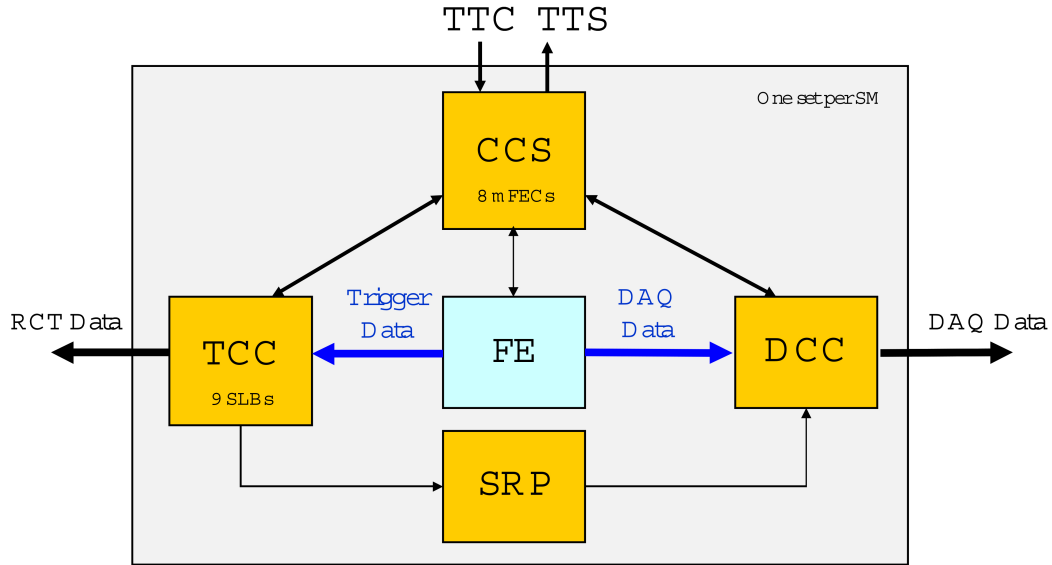 TTC TTS
One set per SM
CCS
8 mFECs
Trigger
Data
DAQ
Data
RCT Data
DAQ Data
TCC
9 SLBs
FE
DCC
SRP